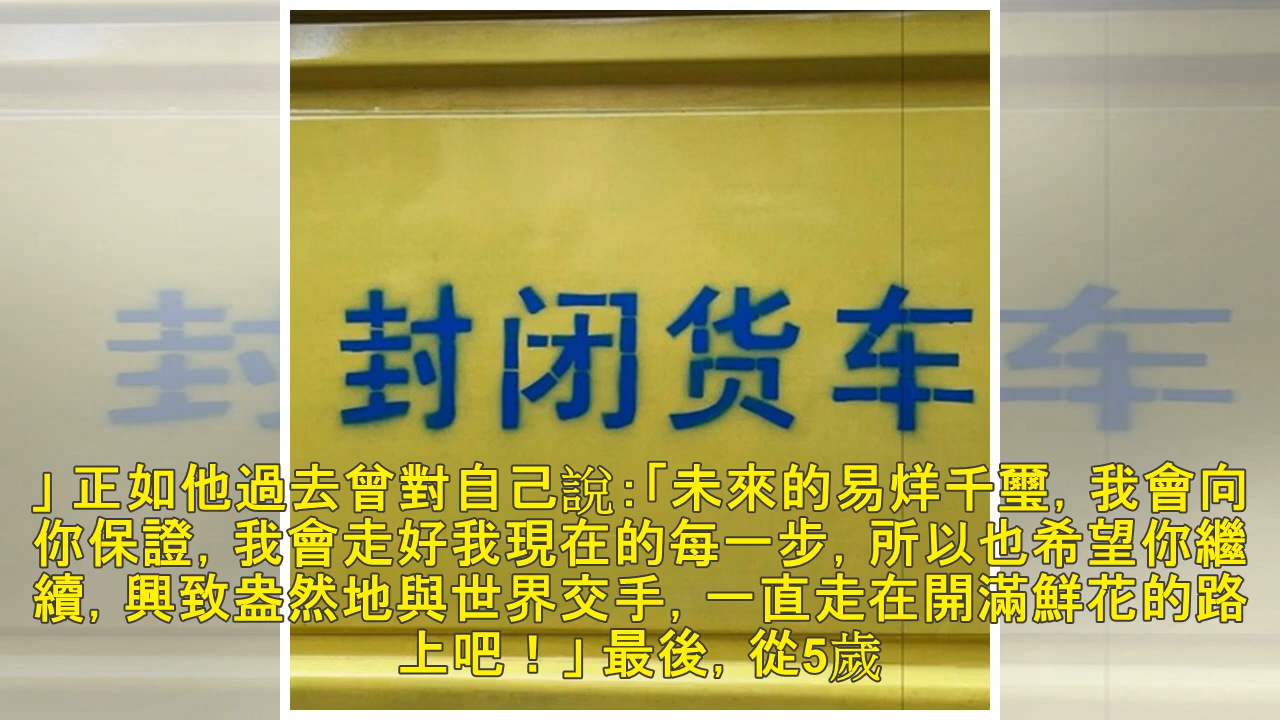 封闭货车
」正如他過去曾對自己說:「未來的易烊千璽, 我會向
你保證, 我會走好我現在的每一步, 所以也希望你繼
續, 興致盎然地與世界交手, 一直走在開滿鮮花的路
上吧！」最後, 從5歲